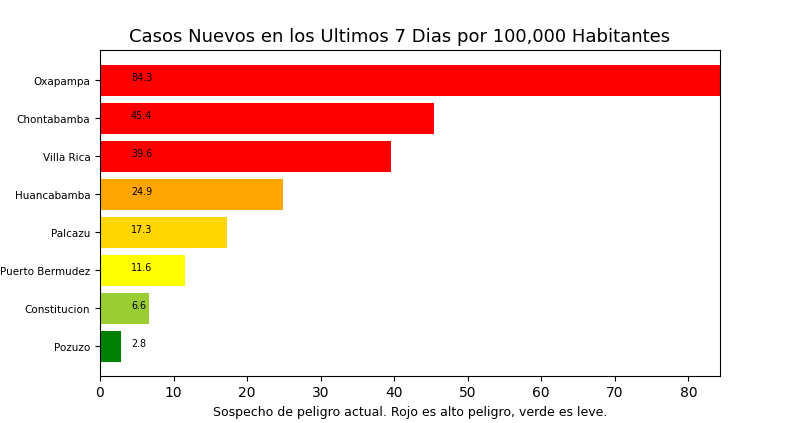 Casos Nuevos en los Ultimos 7 Dias por 100,000 Habitantes
Oxapampa 84.3
Chontabamba 45.4
Villa Rica 39.6
Huancabamba 24.9
Palcazu 17.3
Puerto Bermudez 11.6
Constitucion 6.6
Pozuzo 2.8
0 10 20 30 40 50 60 70 80
Sospecho de peligro actual. Rojo es alto peligro, verde es leve.